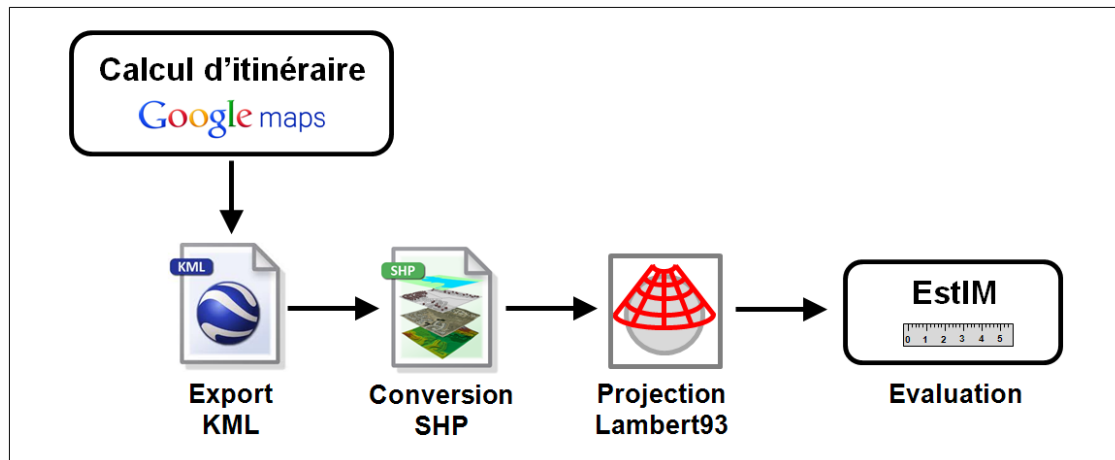 Calcul d'itinéraire
Google maps
KML
SHP
EstIM
0 1 2 3 4 5
Export
KML
Conversion
SHP
Projection
Lambert93
Evaluation